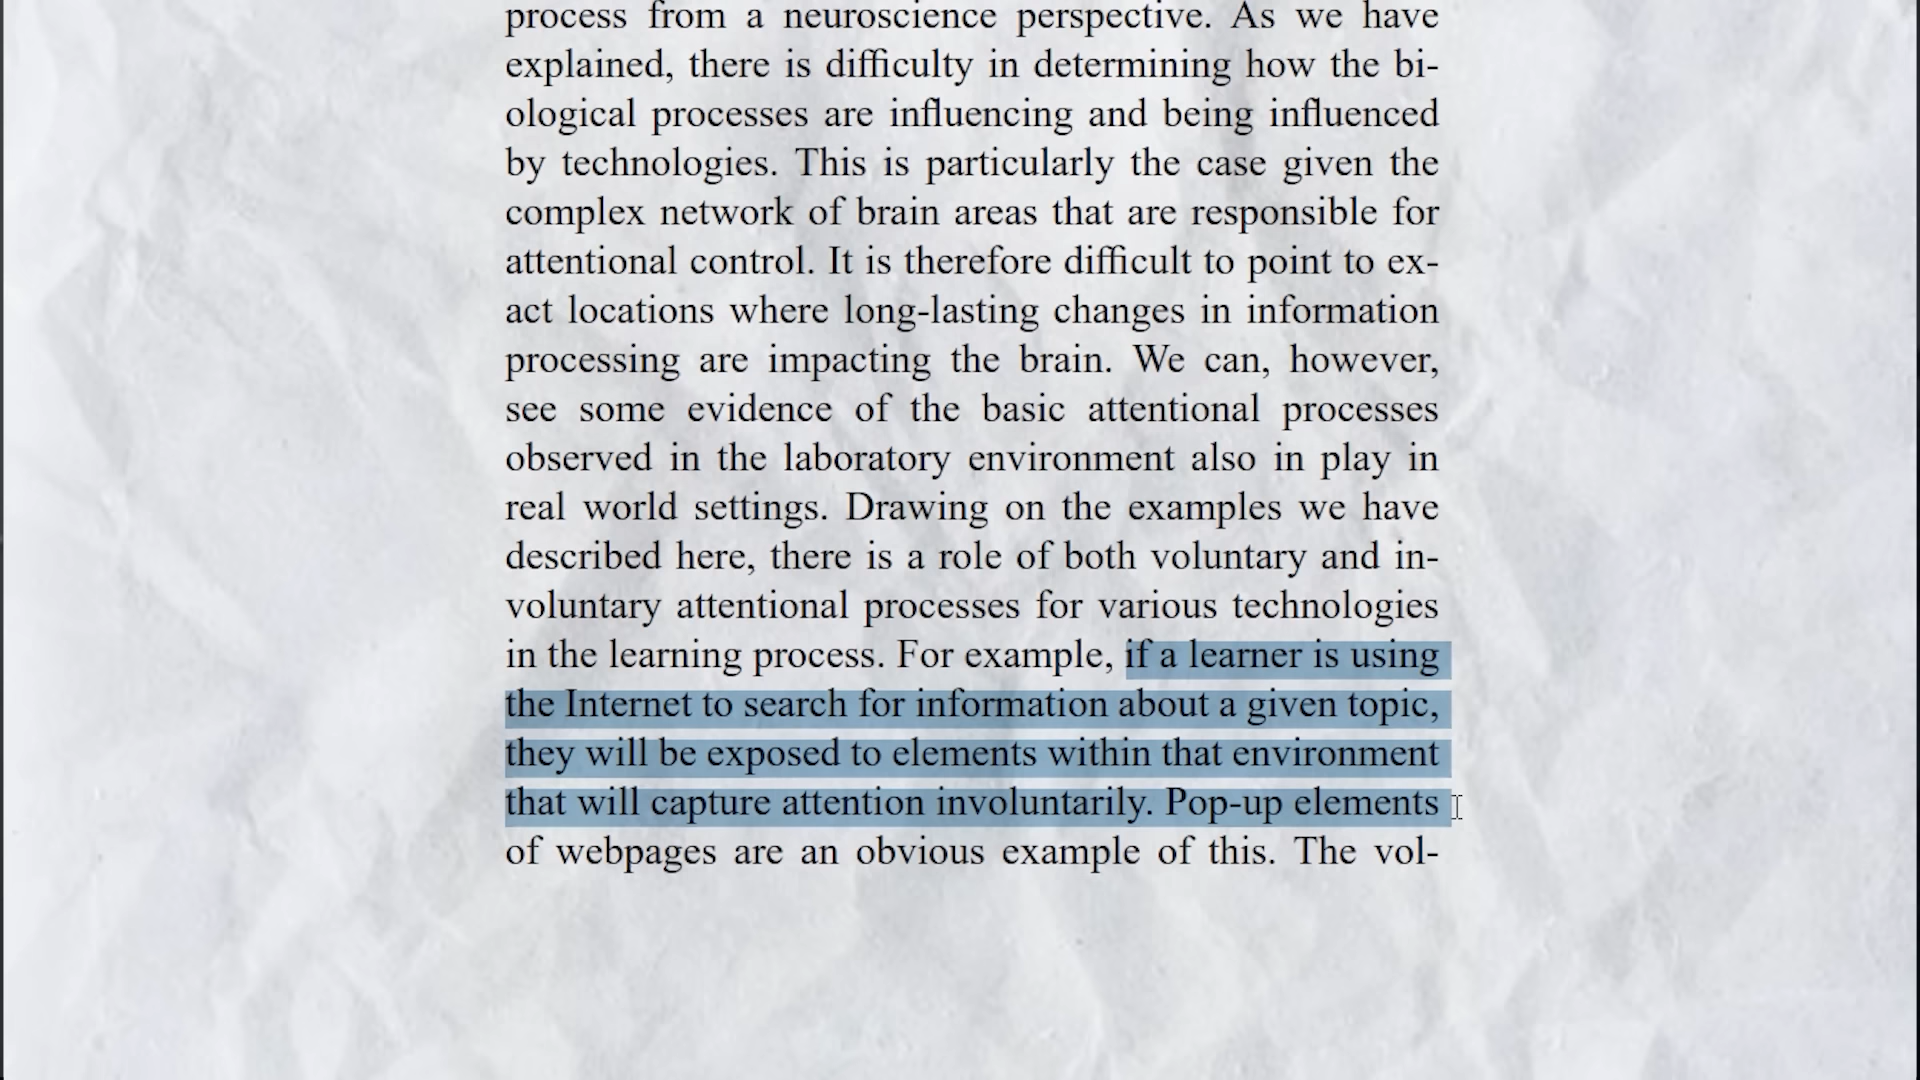 process from a neuroscience perspective. As we have
explained, there is difficulty in determining how the bi-
ological processes are influencing and being influenced
by technologies. This is particularly the case given the
complex network of brain areas that are responsible for
attentional control. It is therefore difficult to point to ex-
act locations where long-lasting changes in information
processing are impacting the brain. We can, however,
see some evidence of the basic attentional processes
observed in the laboratory environment also in play in
real world settings. Drawing on the examples we have
described here, there is a role of both voluntary and in-
voluntary attentional processes for various technologies
in the learning process. For example, if a learner is using
the Internet to search for information about a given topic,
they will be exposed to elements within that environment
that will capture attention involuntarily. Pop-up elements
of webpages are an obvious example of this. The vol-